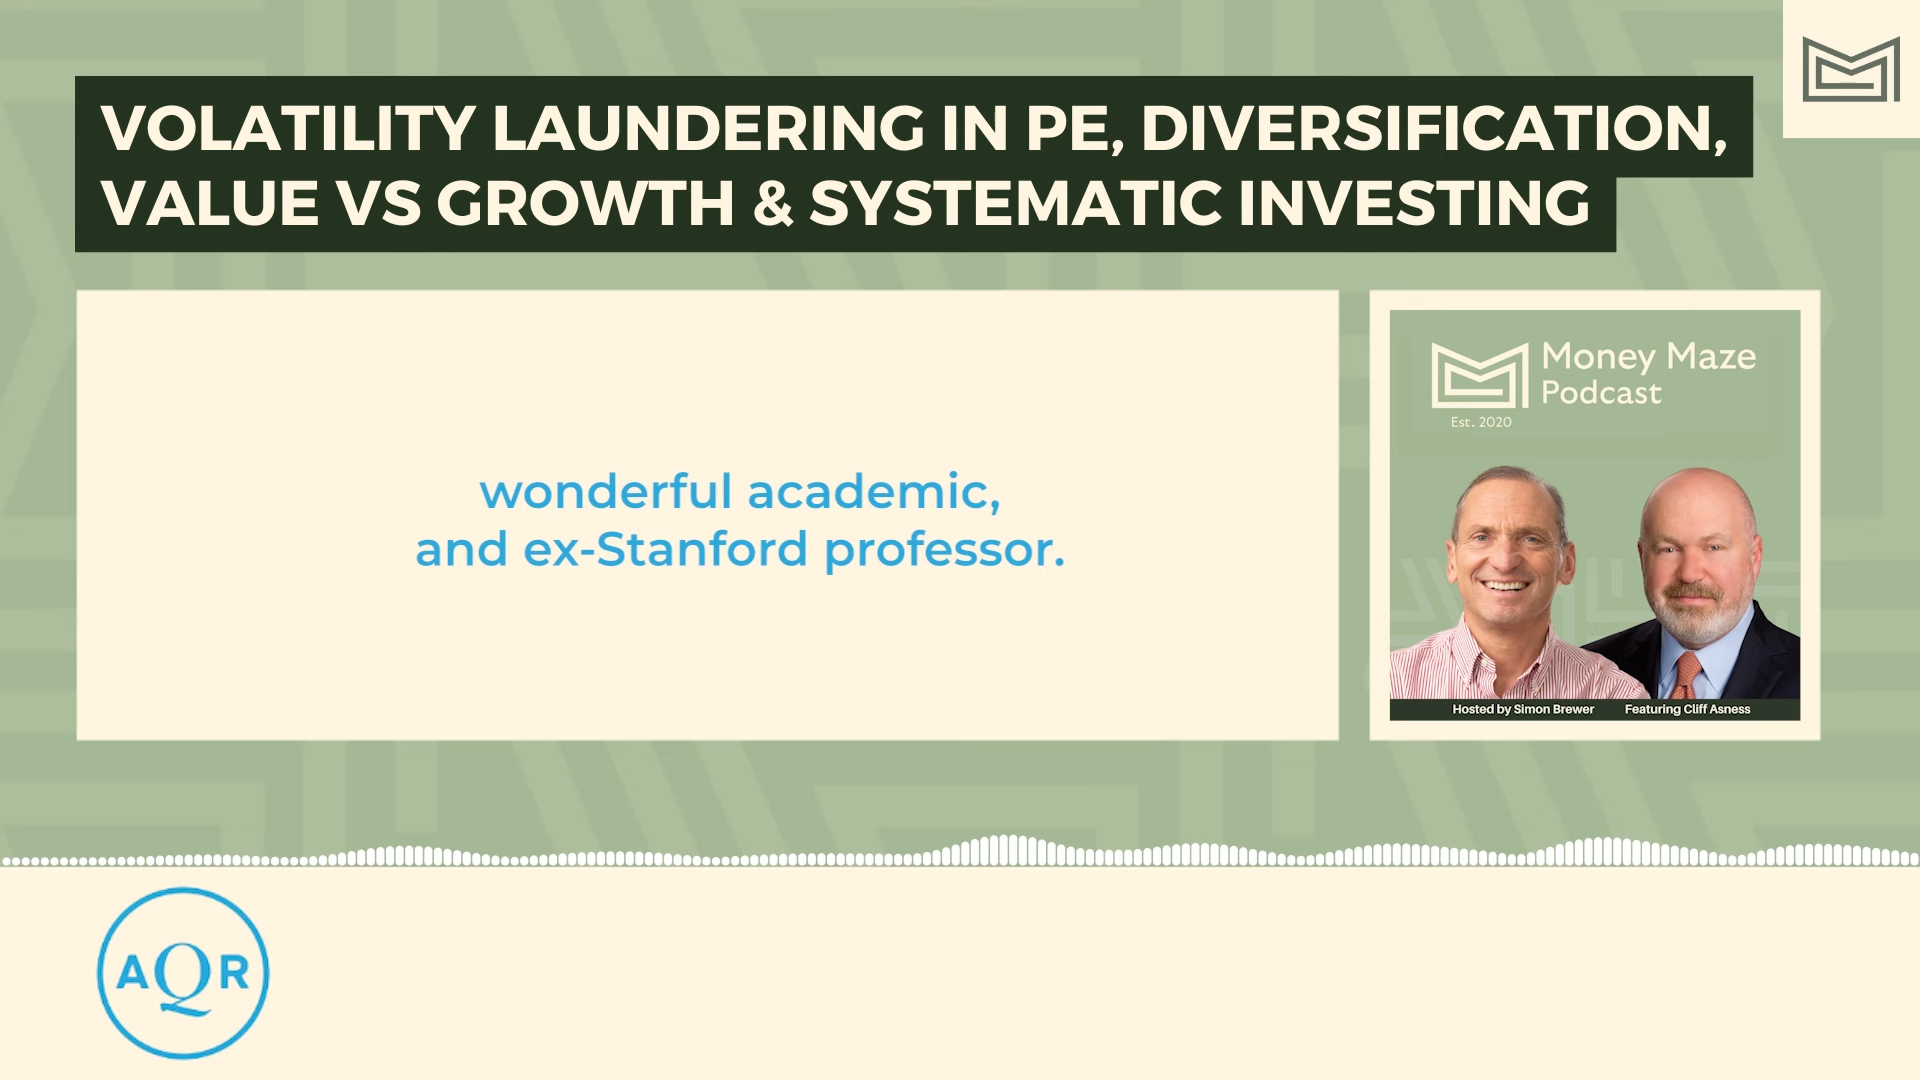 VOLATILITY LAUNDERING IN PE, DIVERSIFICATION,
VALUE VS GROWTH & SYSTEMATIC INVESTING
wonderful academic,
and ex-Stanford professor.
Money Maze
Podcast
Est. 2020
Hosted by Simon Brewer
Featuring Cliff Asness
AQR